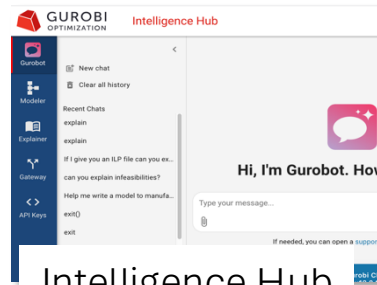 GUROBI
OPTIMIZATION
Intelligence Hub
Gurobot
Modeler
Explainer
Gateway
API Keys
<
New chat
Clear all history
Recent Chats
explain
explain
If I give you an ILP file can you ex...
can you explain infeasibilities?
Help me write a model to manufa...
exit()
exit
Hi, I'm Gurobot. How
Type your message...
If needed, you can open a suppor
Intelligence Hub